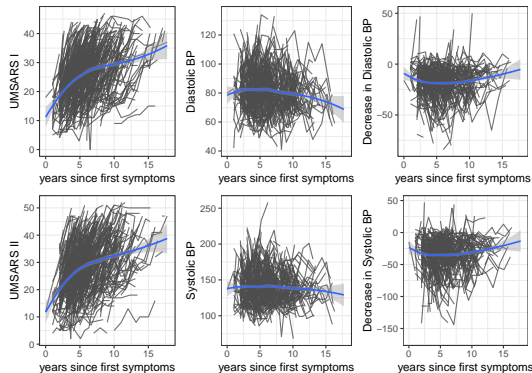 UMSARS I
40
30
20
10
0
0 5 10 15
years since first symptoms
Diastolic BP
120
100
80
60
40
0 5 10 15
years since first symptoms
Decrease in Diastolic BP
50
0
−50
0 5 10 15
years since first symptoms
UMSARS II
50
40
30
20
10
0
0 5 10 15
years since first symptoms
Systolic BP
250
200
150
100
0 5 10 15
years since first symptoms
Decrease in Systolic BP
0
−50
−100
−150
0 5 10 15
years since first symptoms